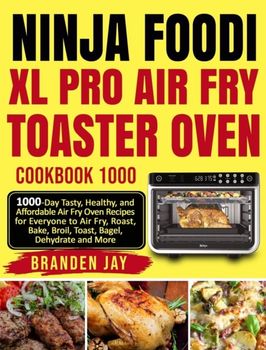 NINJA FOODI
XL PRO AIR FRY
TOASTER OVEN
COOKBOOK 1000
1000-Day Tasty, Healthy, and
Affordable Air Fry Oven Recipes
for Everyone to Air Fry, Roast,
Bake, Broil, Toast, Bagel,
Dehydrate and More
BRANDEN JAY